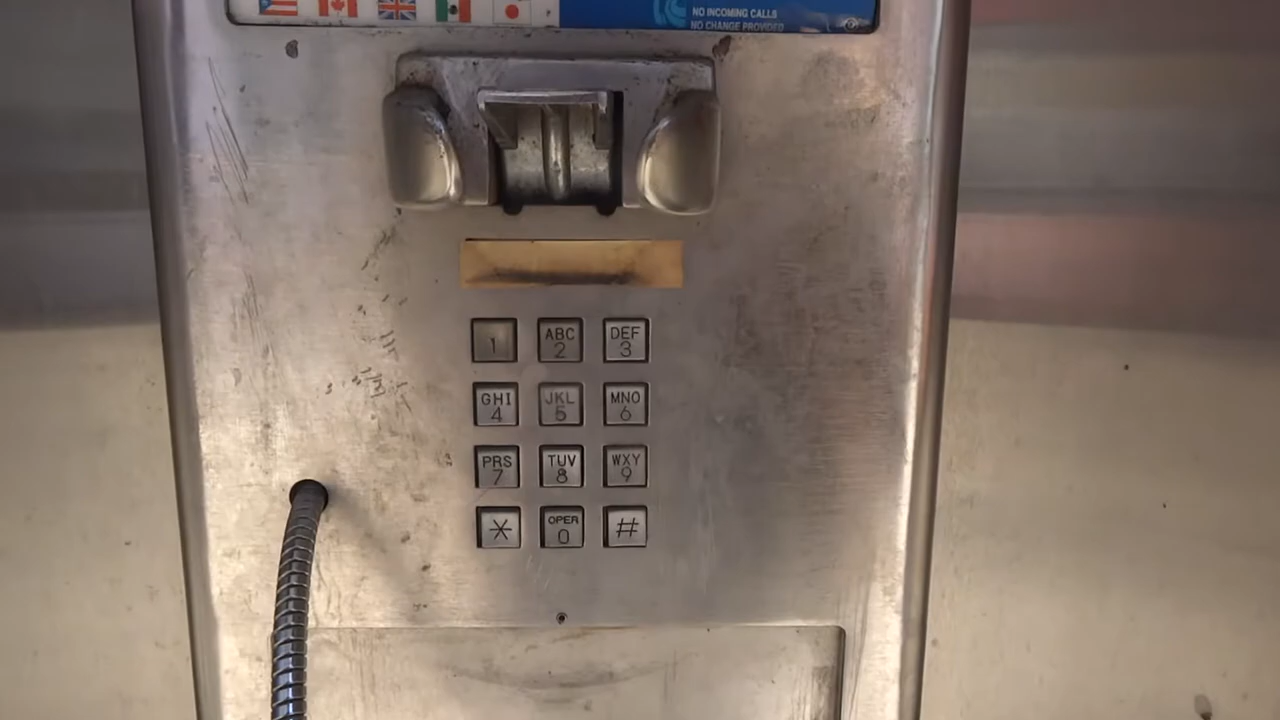 NO INCOMING CALLS
NO CHANGE PROVIDED
1
ABC
2
DEF
3
GHI
4
JKL
5
MNO
6
PRS
7
TUV
8
WXY
9
*
OPER
0
#